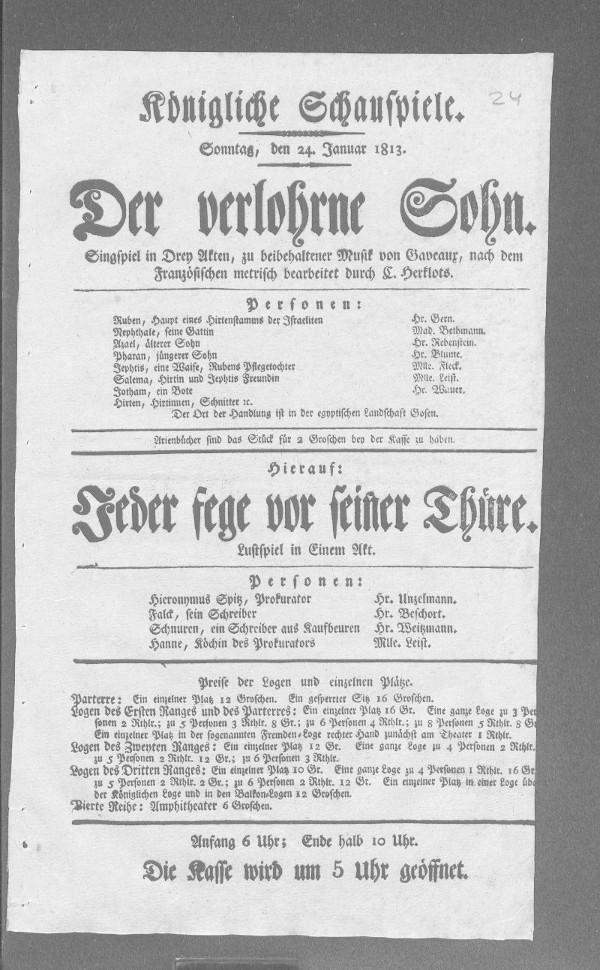 24
Königliche Schauspiele.
Sonntag, den 24. Januar 1813.
Der verlohrne Sohn.
Singspiel in Drey Akten, zu beibehaltener Musik von Gaveaux, nach dem
Französischen metrisch bearbeitet durch C. Herklots.
Personen:
Ruben, Haupt eines Hirtenstamms der Israeliten Hr. Gern.
Nephthale, seine Gattin Mad. Bethmann.
Azael, älterer Sohn Hr. Rebenstein.
Pharan, jüngerer Sohn Hr. Blume.
Jephtis, eine Waise, Rubens Pflegetochter Mlle. Fleck.
Salema, Hirtin und Jephtis Freundin Mlle. Leist.
Jotham, ein Bote Hr. Wauer.
Hirten, Hirtinnen, Schnitter ꝛc.
Der Ort der Handlung ist in der egyptischen Landschaft Gosen.
Arienbücher sind das Stück für 2 Groschen bey der Kasse zu haben.
Hierauf:
Jeder fege vor seiner Thüre.
Lustspiel in Einem Akt.
Personen:
Hieronymus Spitz, Prokurator Hr. Unzelmann.
Falck, sein Schreiber Hr. Beschort.
Schnuren, ein Schreiber aus Kaufbeuren Hr. Weitzmann.
Hanne, Köchin des Prokurators Mlle. Leist.
Preise der Logen und einzelnen Plätze.
Parterre: Ein einzelner Platz 12 Groschen. Ein gesperrter Sitz 16 Groschen.
Logen des Ersten Ranges und des Parterres: Ein einzelner Platz 16 Gr. Eine ganze Loge zu 3 Per
sonen 2 Rthlr.; zu 5 Personen 3 Rthlr. 8 Gr.; zu 6 Personen 4 Rthlr.; zu 8 Personen 5 Rthlr. 8 Gr
Ein einzelner Platz in der sogenannten Fremden-Loge rechter Hand zunächst am Theater 1 Rthlr.
Logen des Zweyten Ranges: Ein einzelner Platz 12 Gr. Eine ganze Loge zu 4 Personen 2 Rthlr.
zu 5 Personen 2 Rthlr. 12 Gr.; zu 6 Personen 3 Rthlr.
Logen des Dritten Ranges: Ein einzelner Platz 10 Gr. Eine ganze Loge zu 4 Personen 1 Rthlr. 16 Gr
zu 5 Personen 2 Rthlr. 2 Gr.; zu 6 Personen 2 Rthlr. 12 Gr. Ein einzelner Platz in einer Loge übe
der Königlichen Loge und in den Balkon-Logen 12 Groschen.
Vierte Reihe: Amphitheater 6 Groschen.
Anfang 6 Uhr; Ende halb 10 Uhr.
Die Kasse wird um 5 Uhr geöffnet.